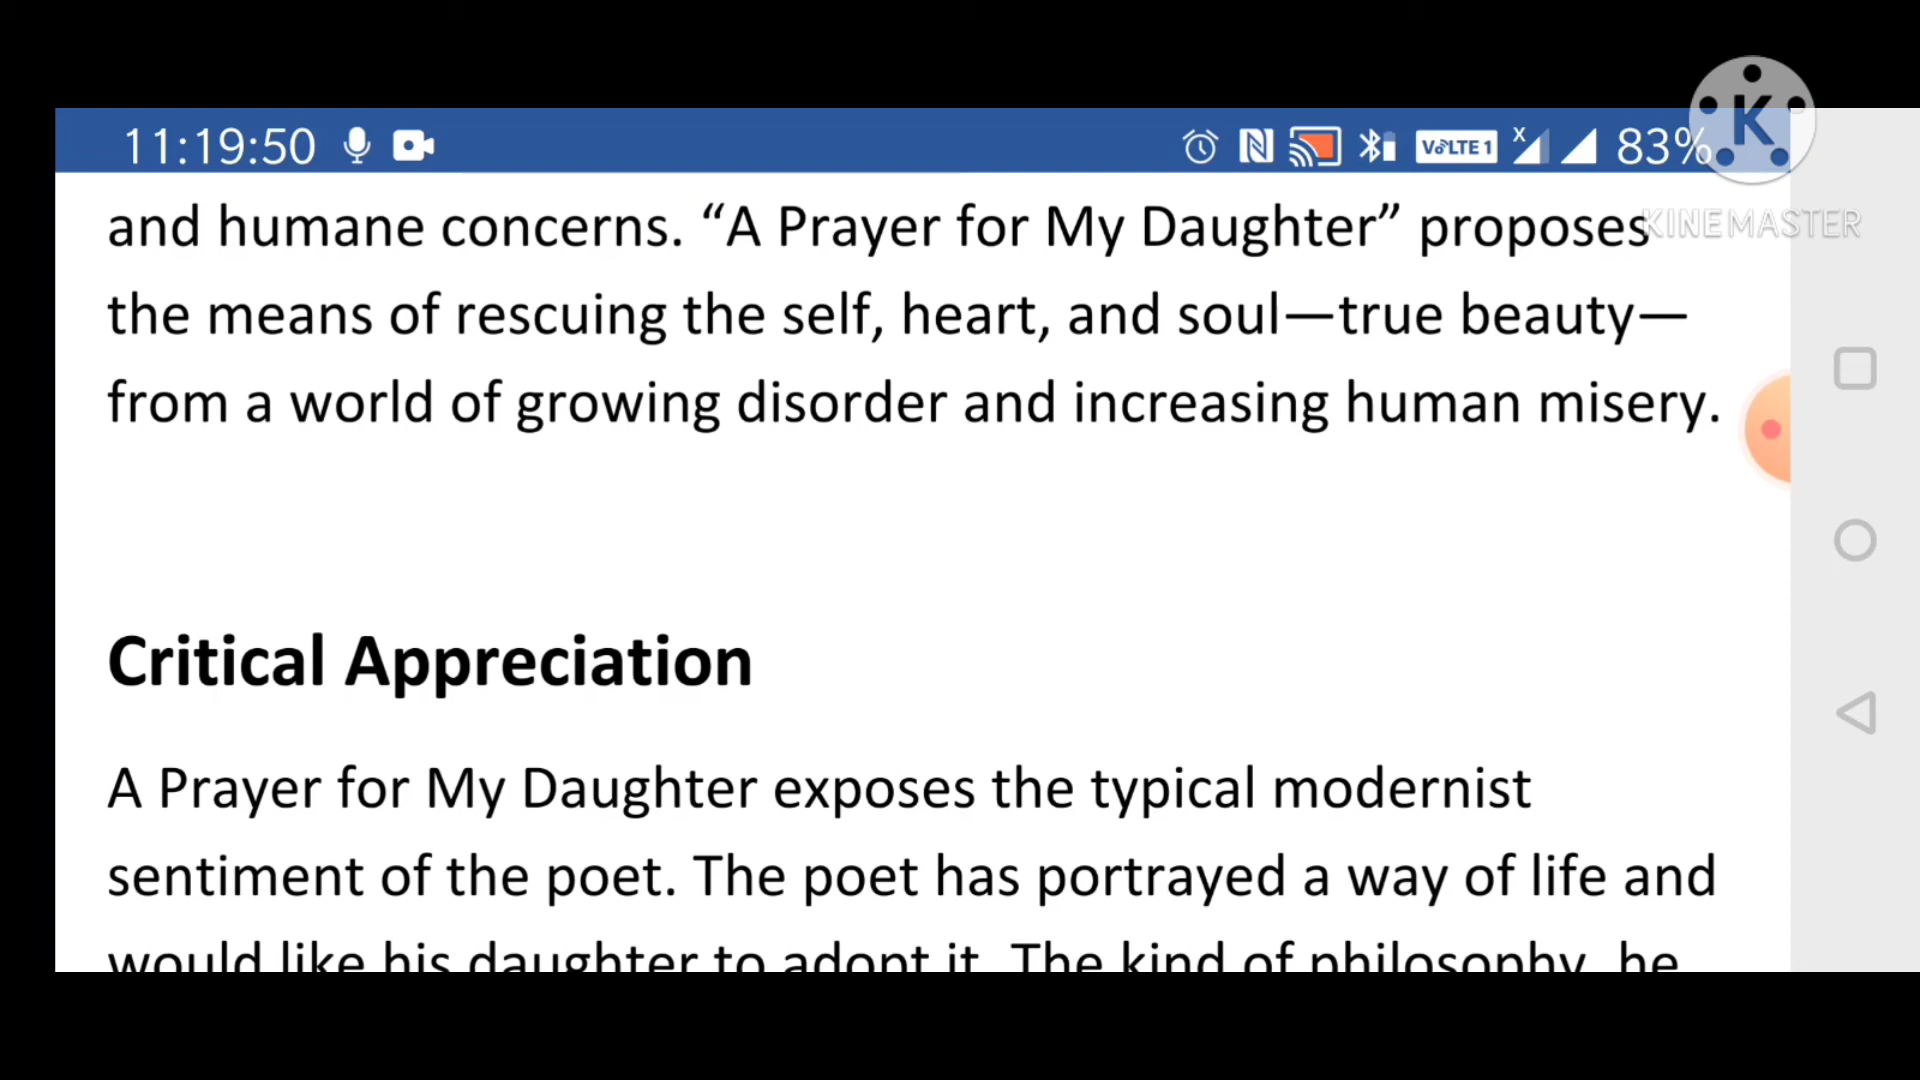 11:19:50 VoLTE 1 x 83%
K
KINEMASTER
and humane concerns. “A Prayer for My Daughter” proposes
the means of rescuing the self, heart, and soul—true beauty—
from a world of growing disorder and increasing human misery.
Critical Appreciation
A Prayer for My Daughter exposes the typical modernist
sentiment of the poet. The poet has portrayed a way of life and
would like his daughter to adopt it. The kind of philosophy, he